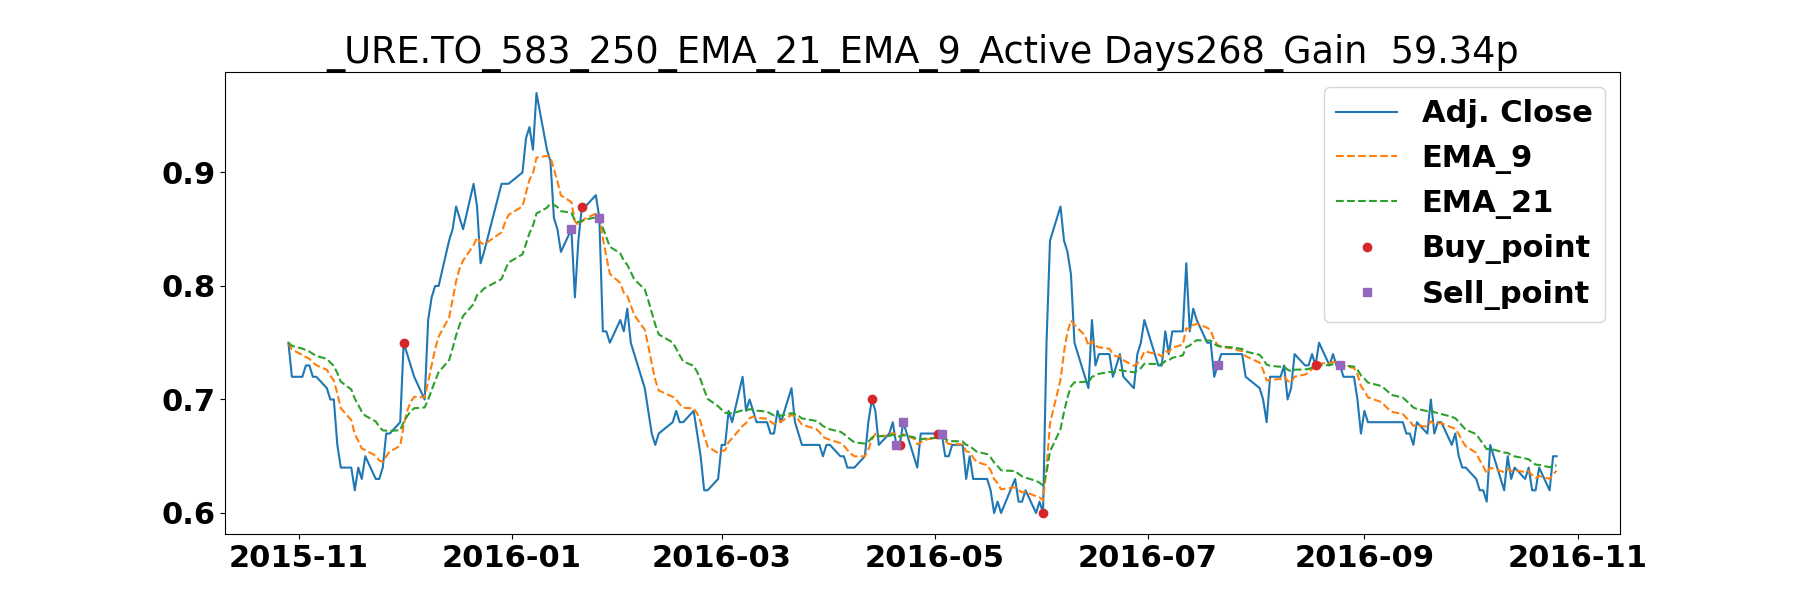 _URE.TO_583_250_EMA_21_EMA_9_Active Days268_Gain  59.34p
Adj. Close
EMA_9
EMA_21
Buy_point
Sell_point
0.9
0.8
0.7
0.6
2015-11 2016-01 2016-03 2016-05 2016-07 2016-09 2016-11